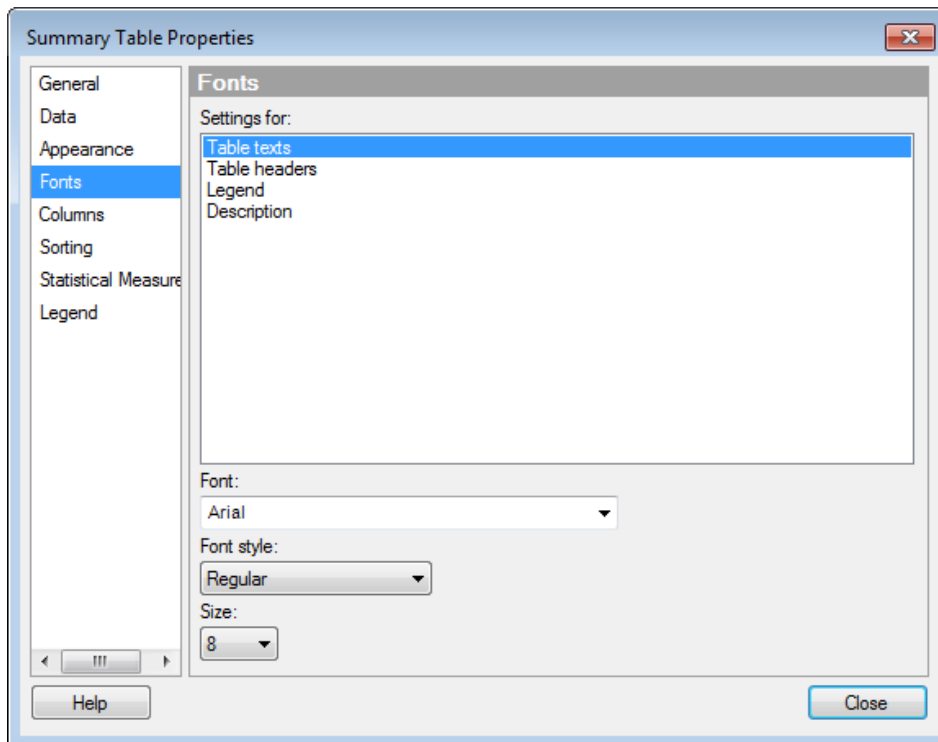 Summary Table Properties
General
Data
Appearance
Fonts
Columns
Sorting
Statistical Measure
Legend
Fonts
Settings for:
Table texts
Table headers
Legend
Description
Font:
Arial
Font style:
Regular
Size:
8
Help
Close